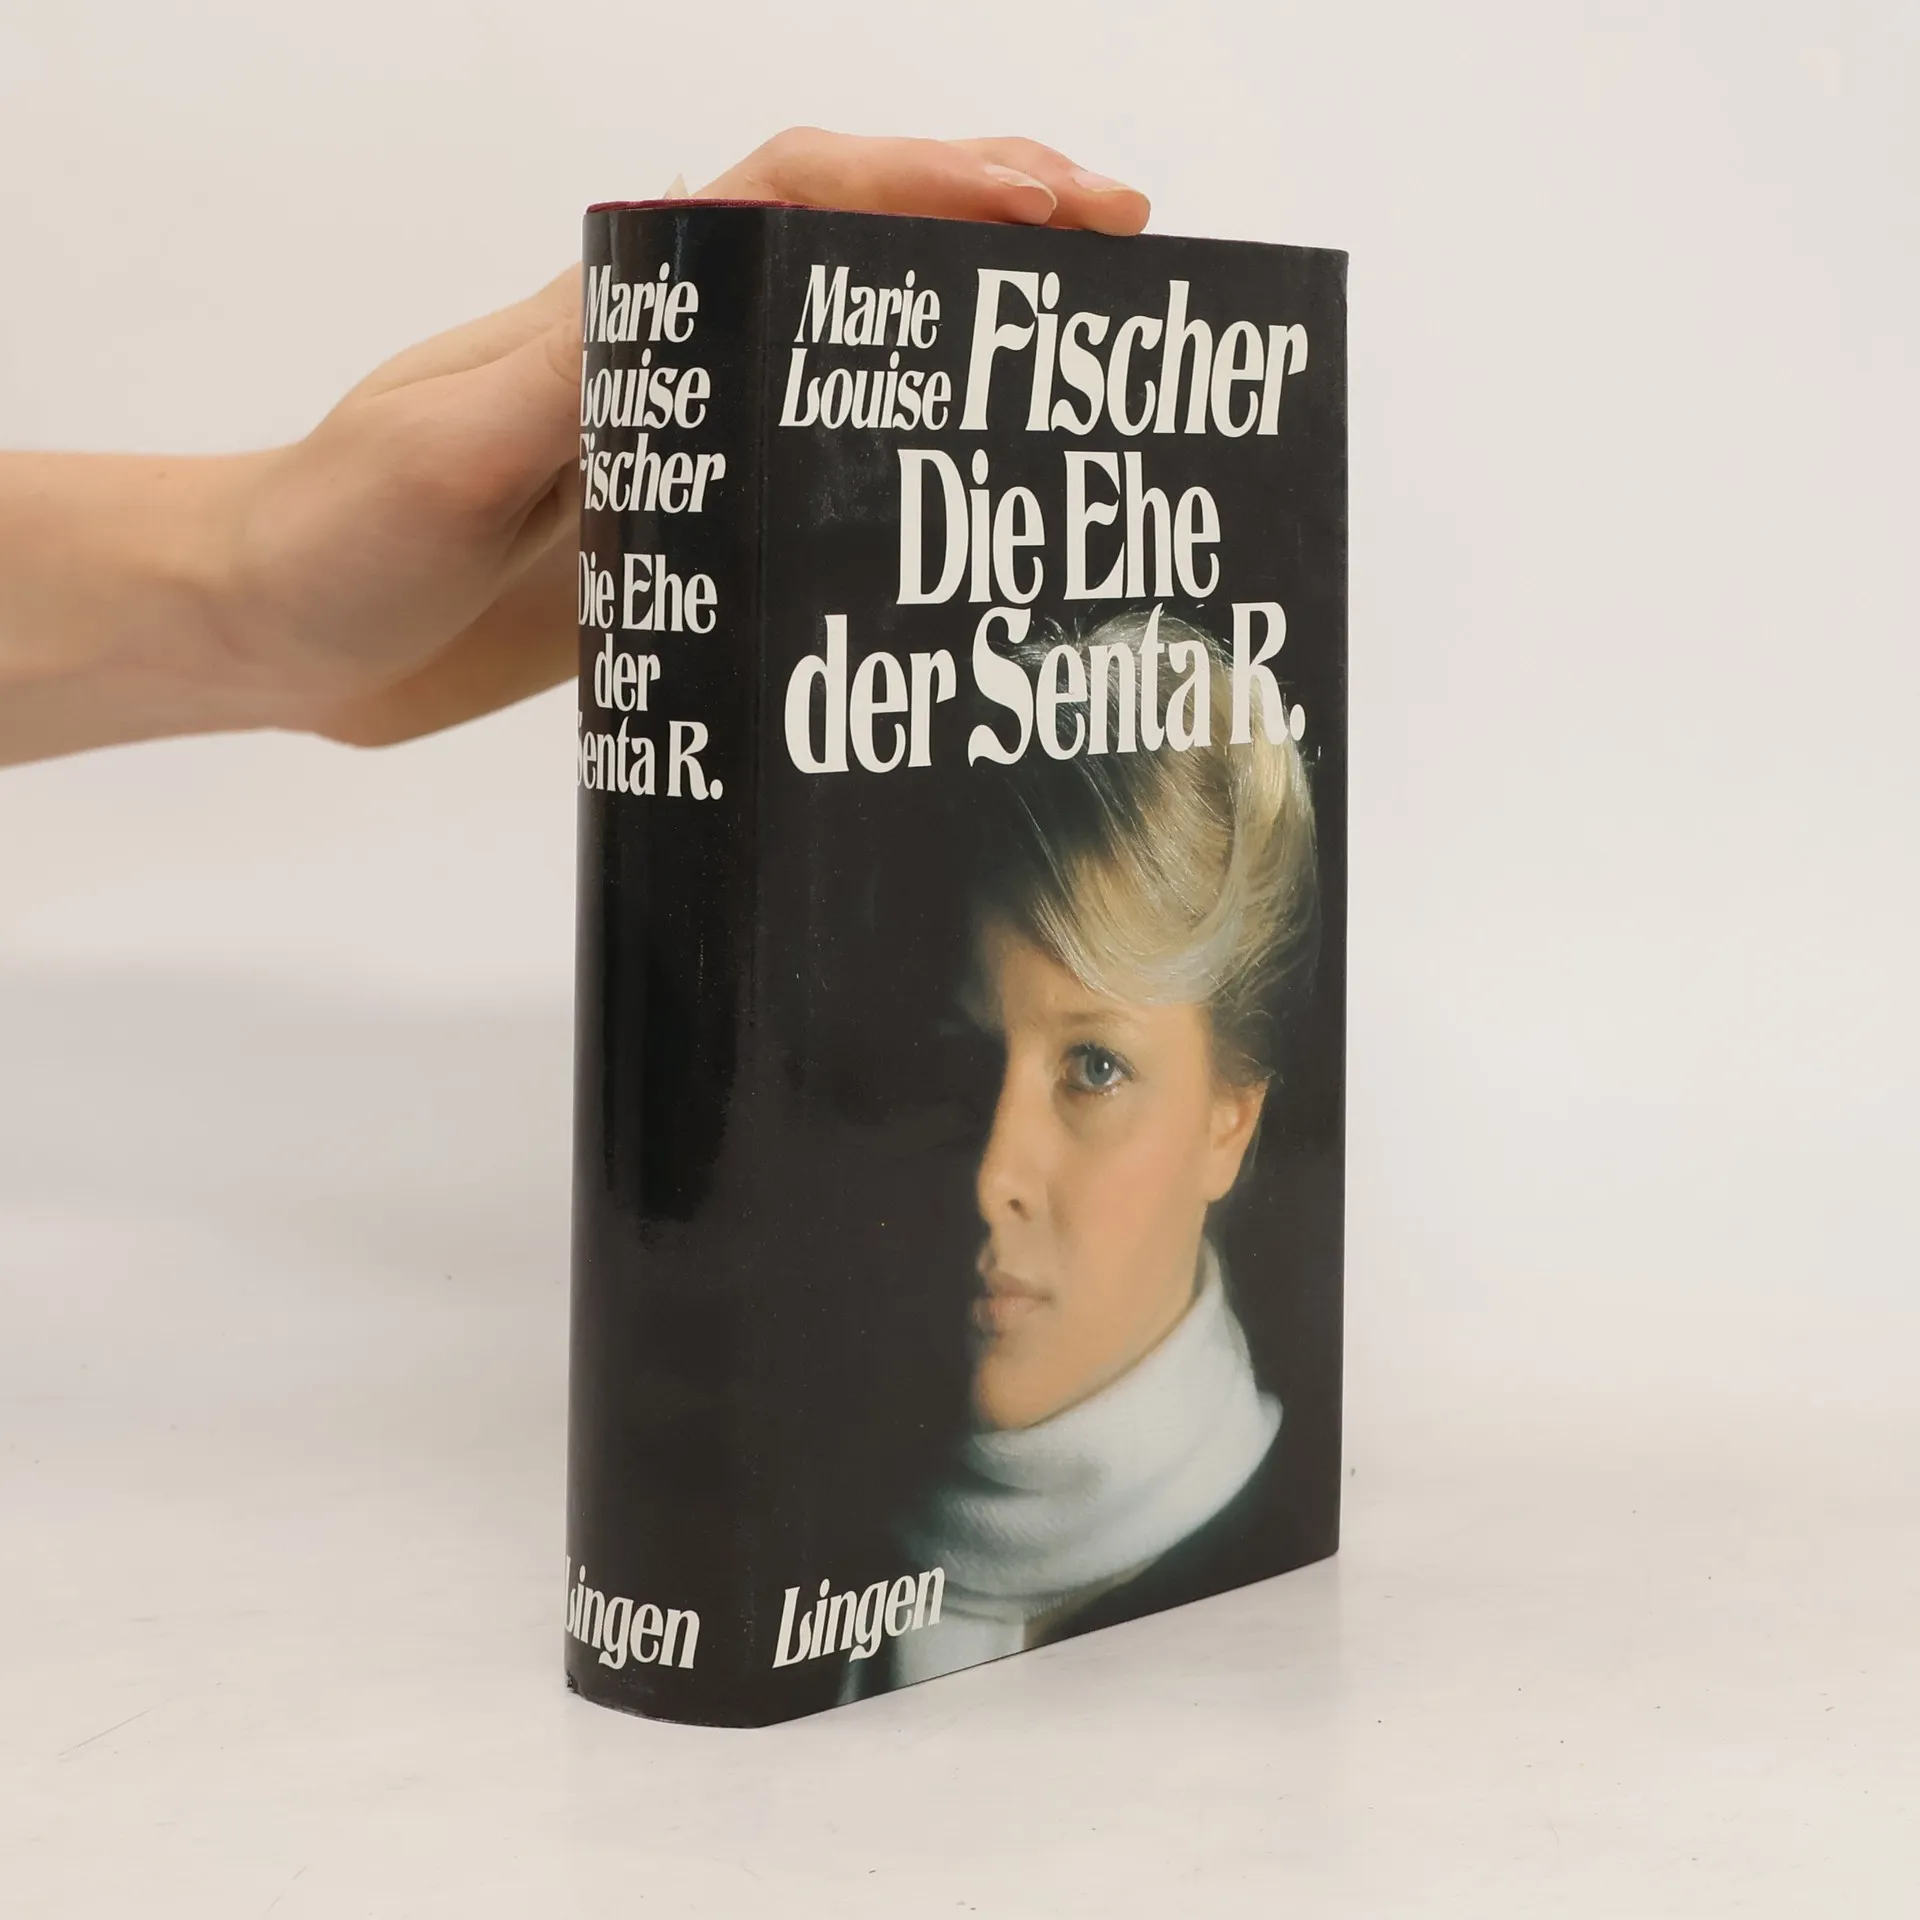 Marie
Louise
Fischer
Die Ehe
der
Senta R.
Lingen
Marie
Louise Fischer
Die Ehe
der Senta R.
Lingen